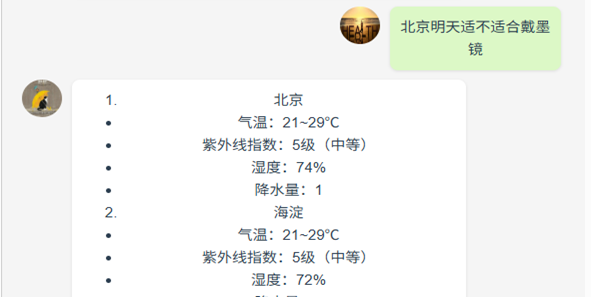 北京明天适不适合戴墨
镜
1. 北京
• 气温：21~29℃
• 紫外线指数：5级（中等）
• 湿度：74%
• 降水量：1
2. 海淀
• 气温：21~29℃
• 紫外线指数：5级（中等）
• 湿度：72%